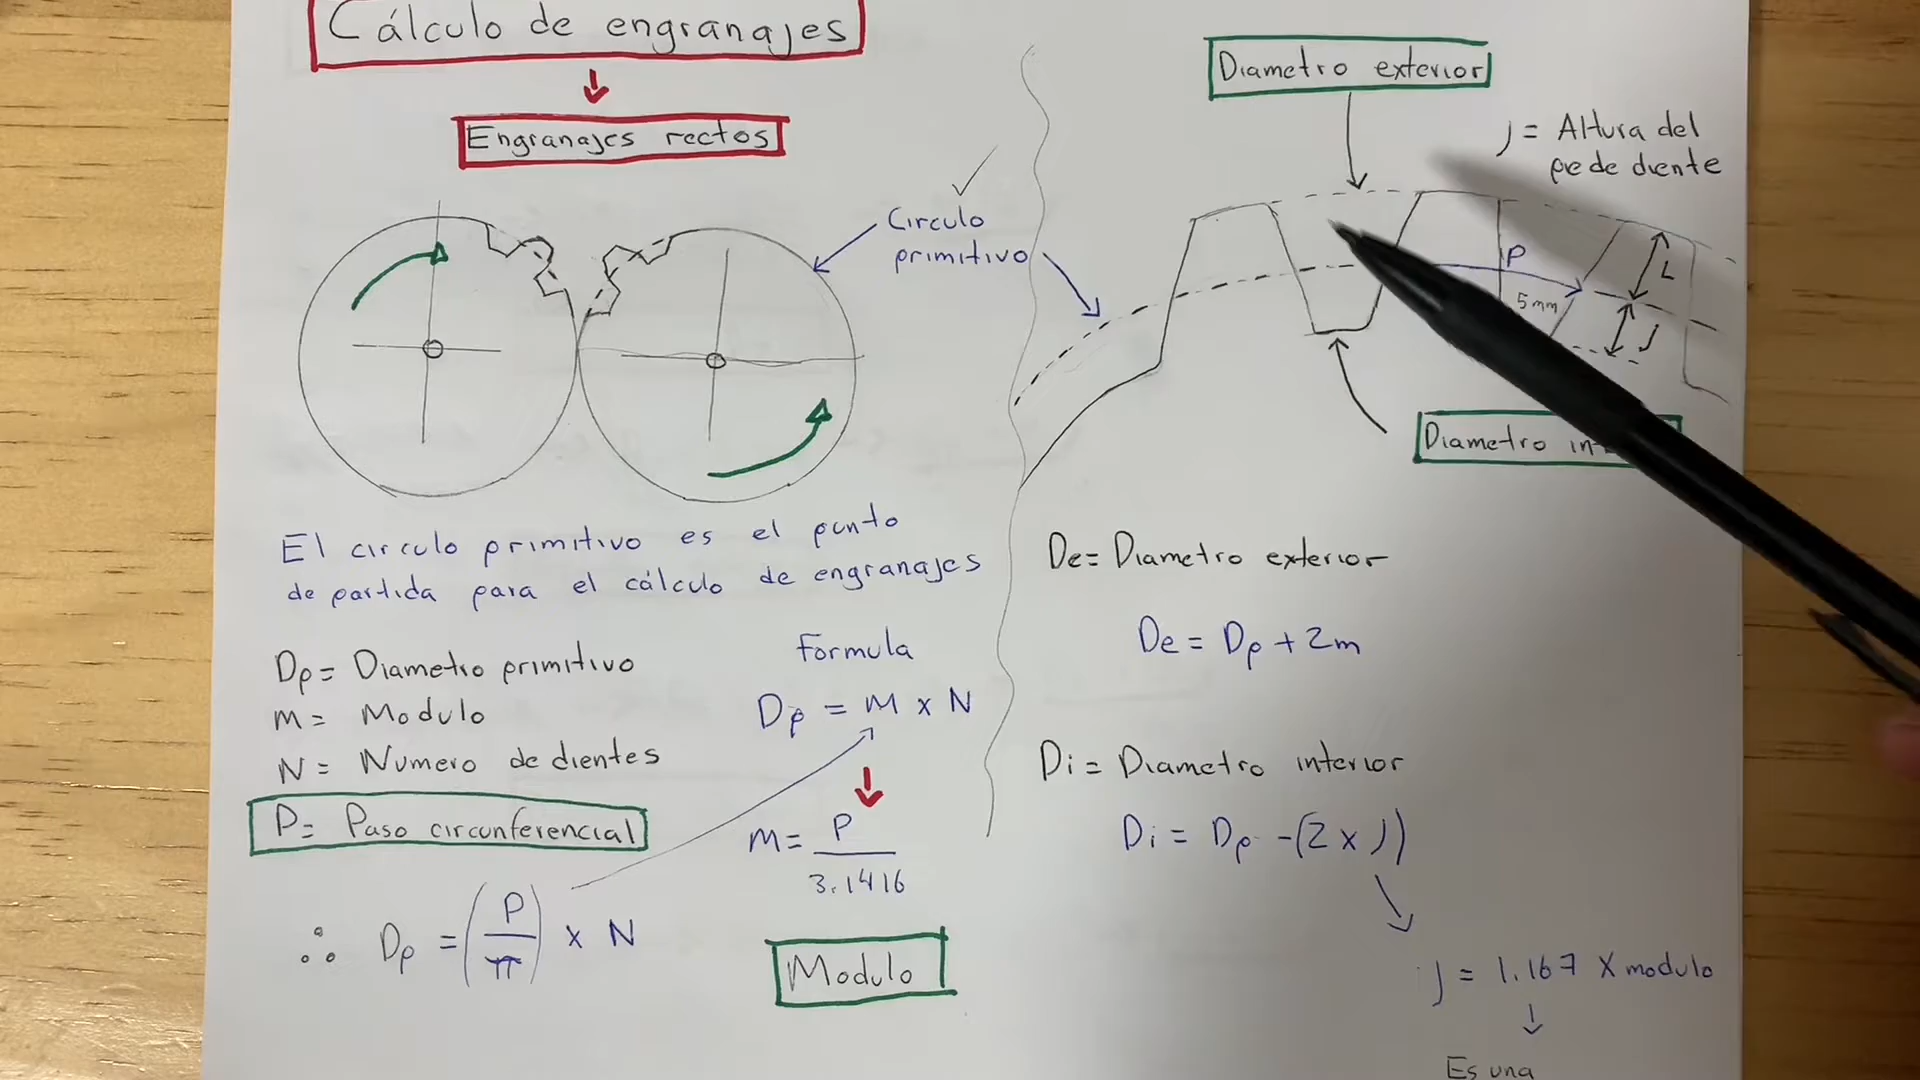 Cálculo de engranajes
Engranajes rectos
Circulo
primitivo
El circulo primitivo es el punto
de partida para el cálculo de engranajes
Dp= Diametro primitivo
m= Modulo
N= Numero de dientes
P= Paso circunferencial
∴ Dp = (P/π) x N
Formula
Dp = M x N
m= P
3.1416
Modulo
Diametro exterior
J= Altura del
pie de diente
P
5mm
L
J
Diametro
De= Diametro exterior
De= Dp+2m
Di= Diametro interior
Di= Dp-(2xJ)
J= 1.167 X modulo
Es una